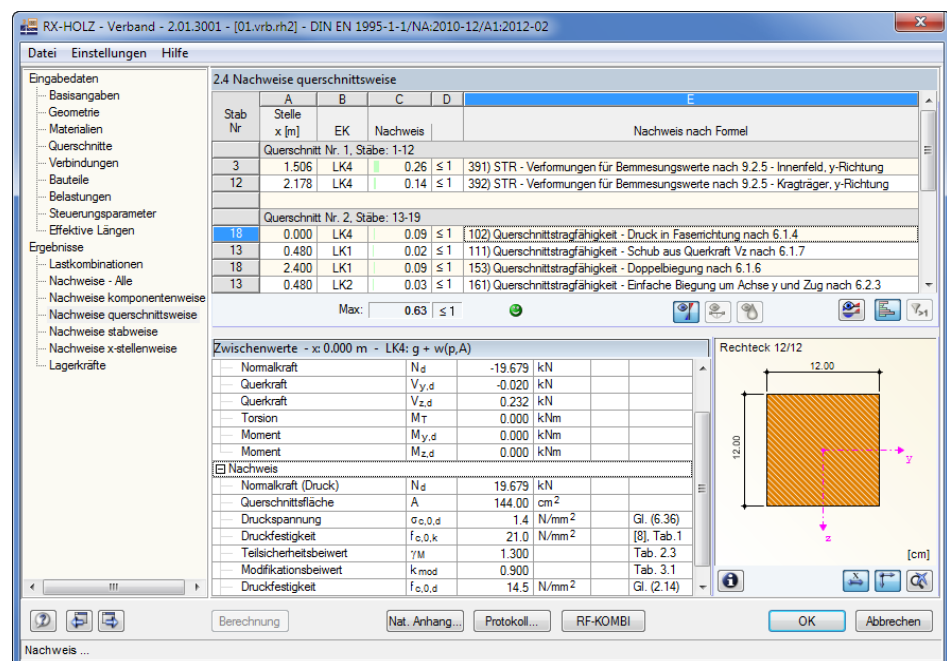 RX-HOLZ - Verband - 2.01.3001 - [01.vrb.rh2] - DIN EN 1995-1-1/NA:2010-12/A1:2012-02
Datei Einstellungen Hilfe
Eingabedaten
Basisangaben
Geometrie
Materialien
Querschnitte
Verbindungen
Bauteile
Belastungen
Steuerungsparameter
Effektive Längen
Ergebnisse
Lastkombinationen
Nachweise - Alle
Nachweise komponentenweise
Nachweise querschnittsweise
Nachweise stabweise
Nachweise x-stellenweise
Lagerkräfte
2.4 Nachweise querschnittsweise
A B C D E
Stab Stelle
Nr x [m] EK Nachweis Nachweis nach Formel
Querschnitt Nr. 1, Stäbe: 1-12
3 1.506 LK4 0.26 ≤ 1 391) STR - Verformungen für Bemmesungswerte nach 9.2.5 - Innenfeld, y-Richtung
12 2.178 LK4 0.14 ≤ 1 392) STR - Verformungen für Bemmesungswerte nach 9.2.5 - Kragträger, y-Richtung
Querschnitt Nr. 2, Stäbe: 13-19
18 0.000 LK4 0.09 ≤ 1 102) Querschnittstragfähigkeit - Druck in Faserrichtung nach 6.1.4
13 0.480 LK1 0.02 ≤ 1 111) Querschnittstragfähigkeit - Schub aus Querkraft Vz nach 6.1.7
18 2.400 LK1 0.09 ≤ 1 153) Querschnittstragfähigkeit - Doppelbiegung nach 6.1.6
13 0.480 LK2 0.03 ≤ 1 161) Querschnittstragfähigkeit - Einfache Biegung um Achse y und Zug nach 6.2.3
Max: 0.63 ≤ 1
>1
Zwischenwerte - x: 0.000 m - LK4: g + w(p,A)
Normalkraft Nd -19.679 kN
Querkraft Vy,d -0.020 kN
Querkraft Vz,d 0.232 kN
Torsion MT 0.000 kNm
Moment My,d 0.000 kNm
Moment Mz,d 0.000 kNm
Nachweis
Normalkraft (Druck) Nd 19.679 kN
Querschnittsfläche A 144.00 cm²
Druckspannung σc,0,d 1.4 N/mm² Gl. (6.36)
Druckfestigkeit fc,0,k 21.0 N/mm² [8], Tab.1
Teilsicherheitsbeiwert γM 1.300 Tab. 2.3
Modifikationsbeiwert kmod 0.900 Tab. 3.1
Druckfestigkeit fc,0,d 14.5 N/mm² Gl. (2.14)
Rechteck 12/12
12.00
12.00
y
z
[cm]
Berechnung Nat. Anhang... Protokoll... RF-KOMBI OK Abbrechen
Nachweis ...